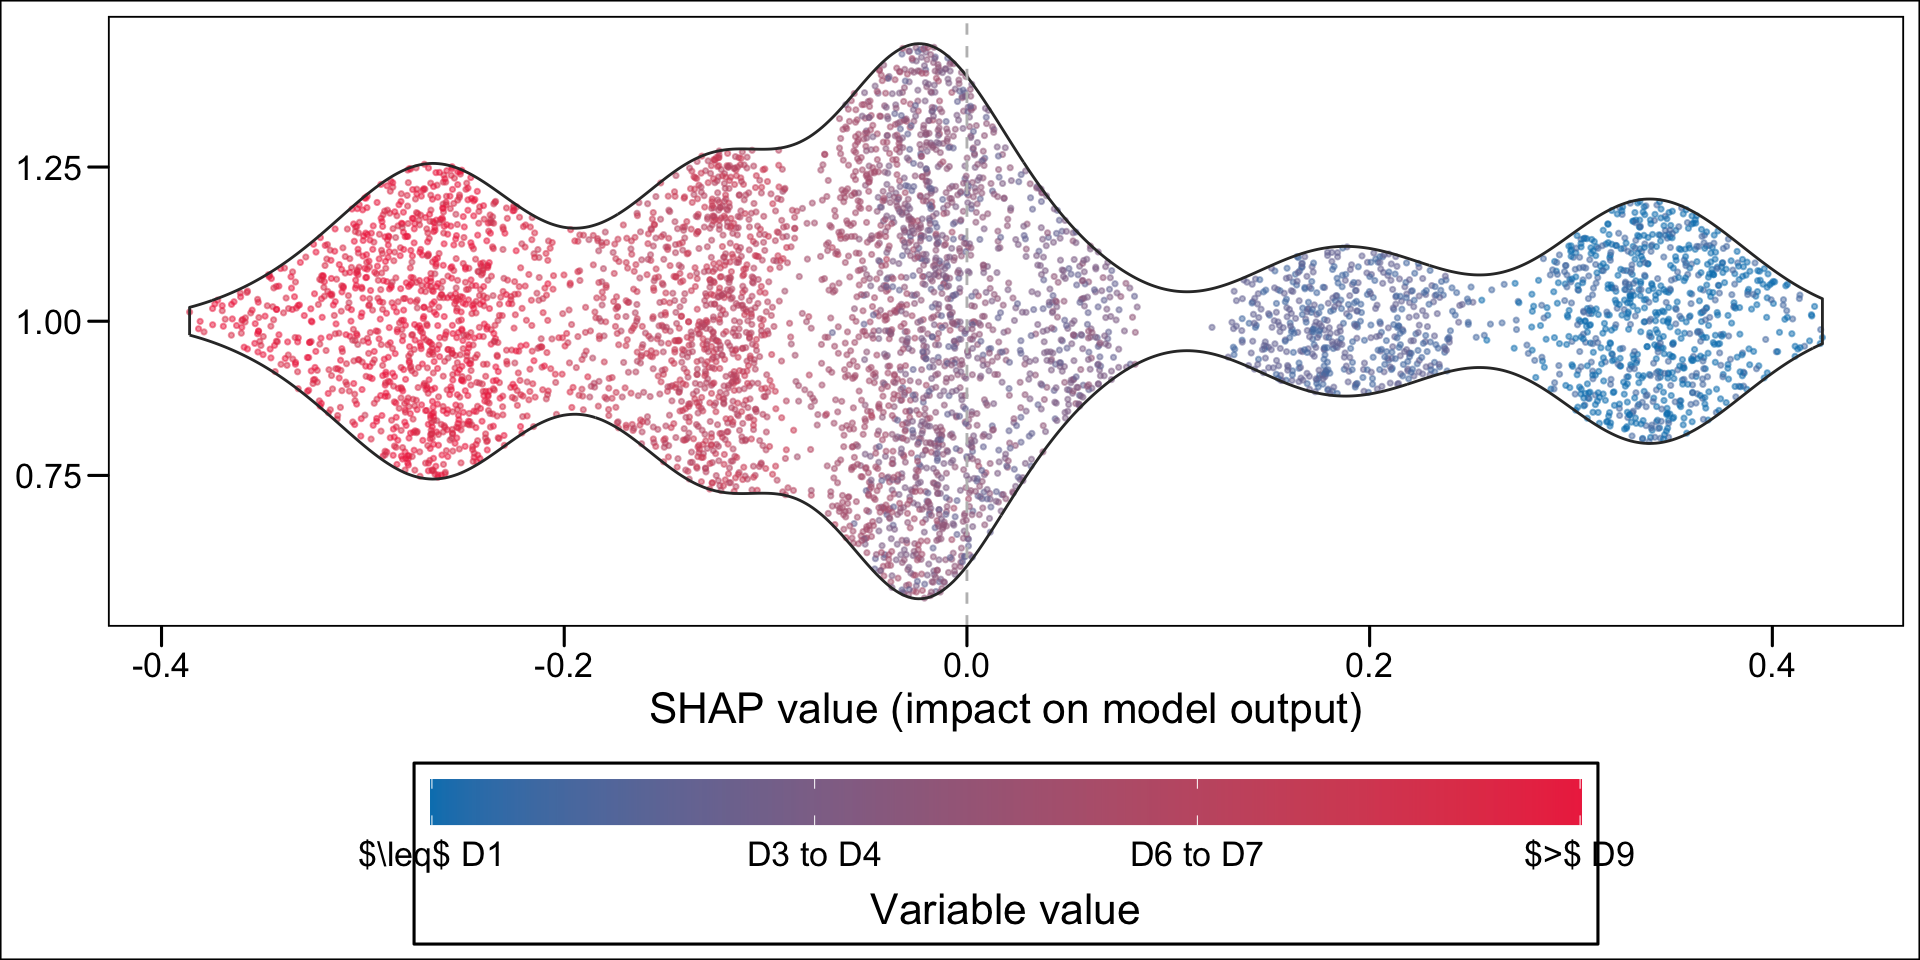 1.25
1.00
0.75
-0.4 -0.2 0.0 0.2 0.4
SHAP value (impact on model output)
$\leq$ D1 D3 to D4 D6 to D7 $>$ D9
Variable value